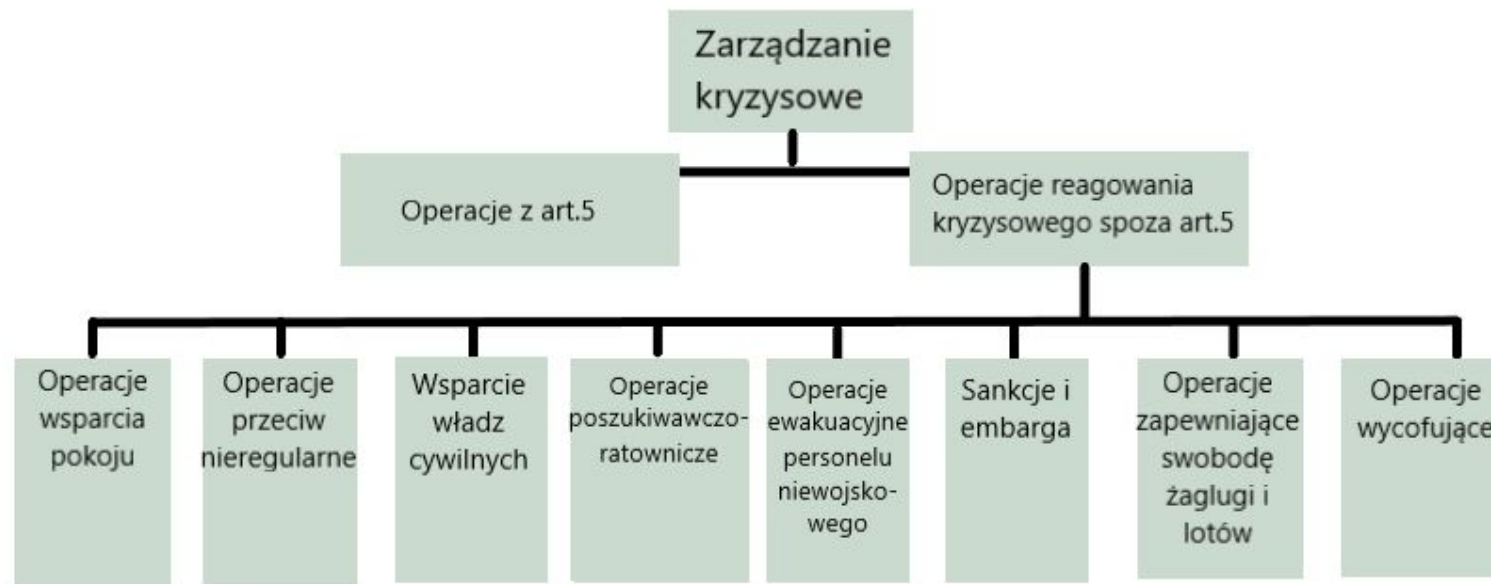 Zarządzanie
kryzysowe
Operacje z art.5
Operacje reagowania
kryzysowego spoza art.5
Operacje
wsparcia
pokoju
Operacje
przeciw
nieregularne
Wsparcie
władz
cywilnych
Operacje
poszukiwawczo-
ratownicze
Operacje
ewakuacyjne
personelu
niewojsko-
wego
Sankcje i
embarga
Operacje
zapewniające
swobodę
żaglugi i
lotów
Operacje
wycofujące